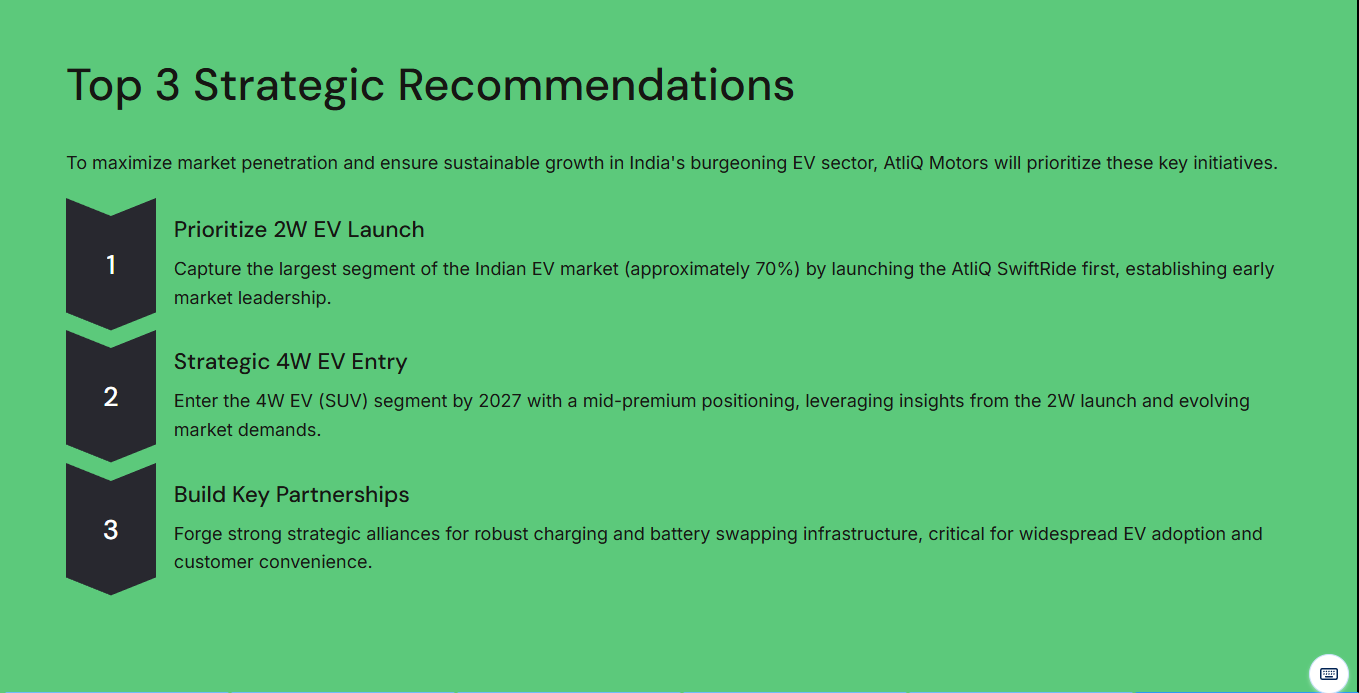 Top 3 Strategic Recommendations
To maximize market penetration and ensure sustainable growth in India's burgeoning EV sector, AtliQ Motors will prioritize these key initiatives.
1
Prioritize 2W EV Launch
Capture the largest segment of the Indian EV market (approximately 70%) by launching the AtliQ SwiftRide first, establishing early
market leadership.
2
Strategic 4W EV Entry
Enter the 4W EV (SUV) segment by 2027 with a mid-premium positioning, leveraging insights from the 2W launch and evolving
market demands.
3
Build Key Partnerships
Forge strong strategic alliances for robust charging and battery swapping infrastructure, critical for widespread EV adoption and
customer convenience.